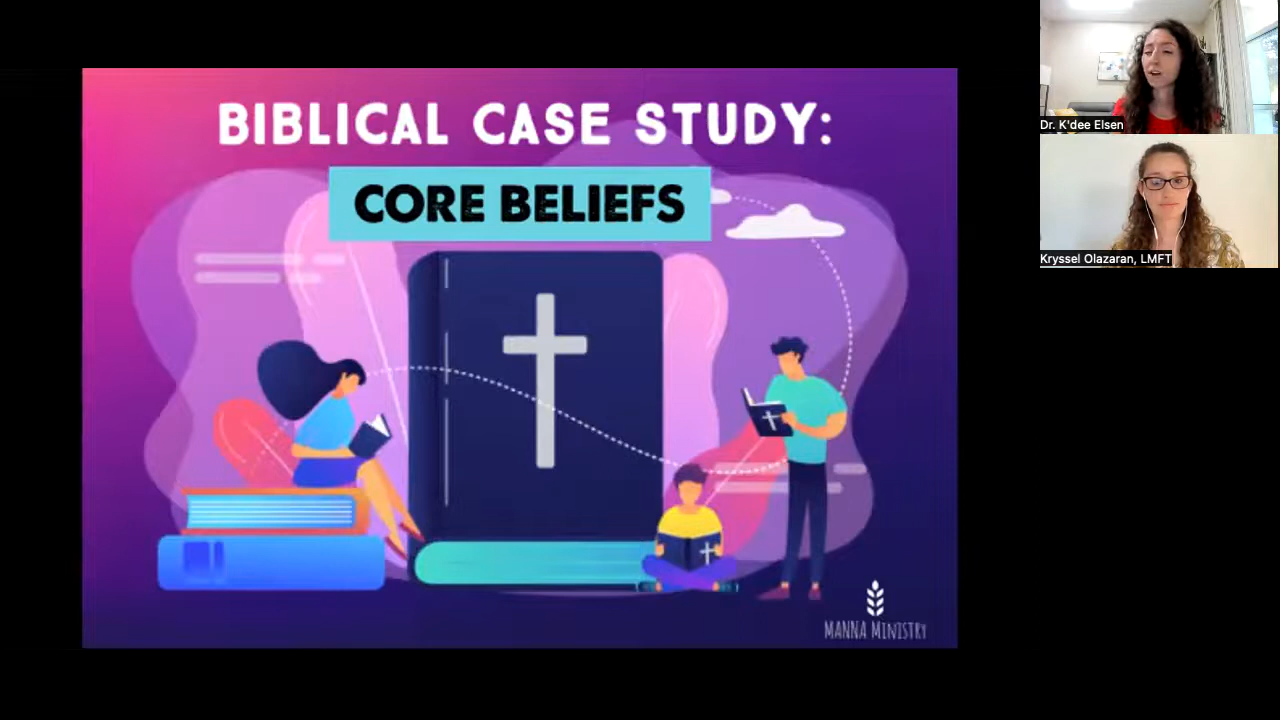 BIBLICAL CASE STUDY:
CORE BELIEFS
MANNA MINISTRY
Dr. K'dee Elsen
Kryssel Olazaran, LMFT